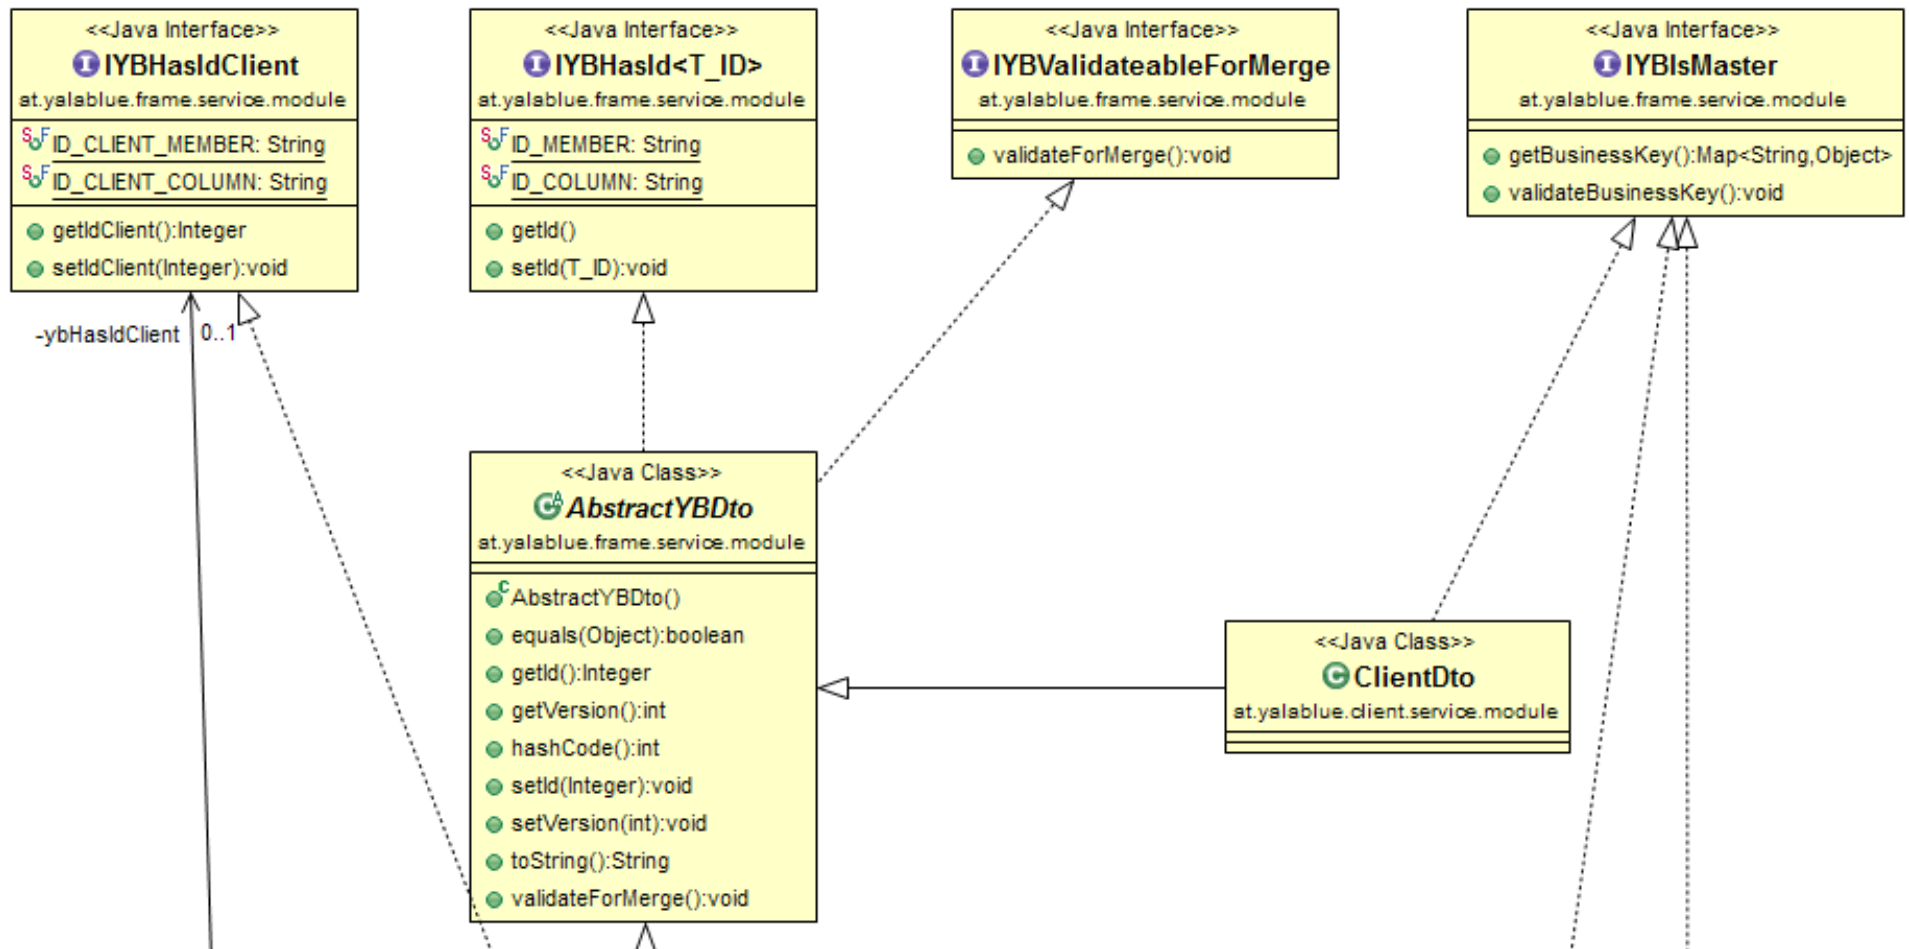 <<Java Interface>>
IYBHasIdClient
at.yalablue.frame.service.module
ID_CLIENT_MEMBER: String
ID_CLIENT_COLUMN: String
getIdClient():Integer
setIdClient(Integer):void
<<Java Interface>>
IYBHasId<T_ID>
at.yalablue.frame.service.module
ID_MEMBER: String
ID_COLUMN: String
getId()
setId(T_ID):void
<<Java Interface>>
IYBValidateableForMerge
at.yalablue.frame.service.module
validateForMerge():void
<<Java Interface>>
IYBIsMaster
at.yalablue.frame.service.module
getBusinessKey():Map<String,Object>
validateBusinessKey():void
-ybHasIdClient 0..1
<<Java Class>>
AbstractYBDto
at.yalablue.frame.service.module
AbstractYBDto()
equals(Object):boolean
getId():Integer
getVersion():int
hashCode():int
setId(Integer):void
setVersion(int):void
toString():String
validateForMerge():void
<<Java Class>>
ClientDto
at.yalablue.client.service.module